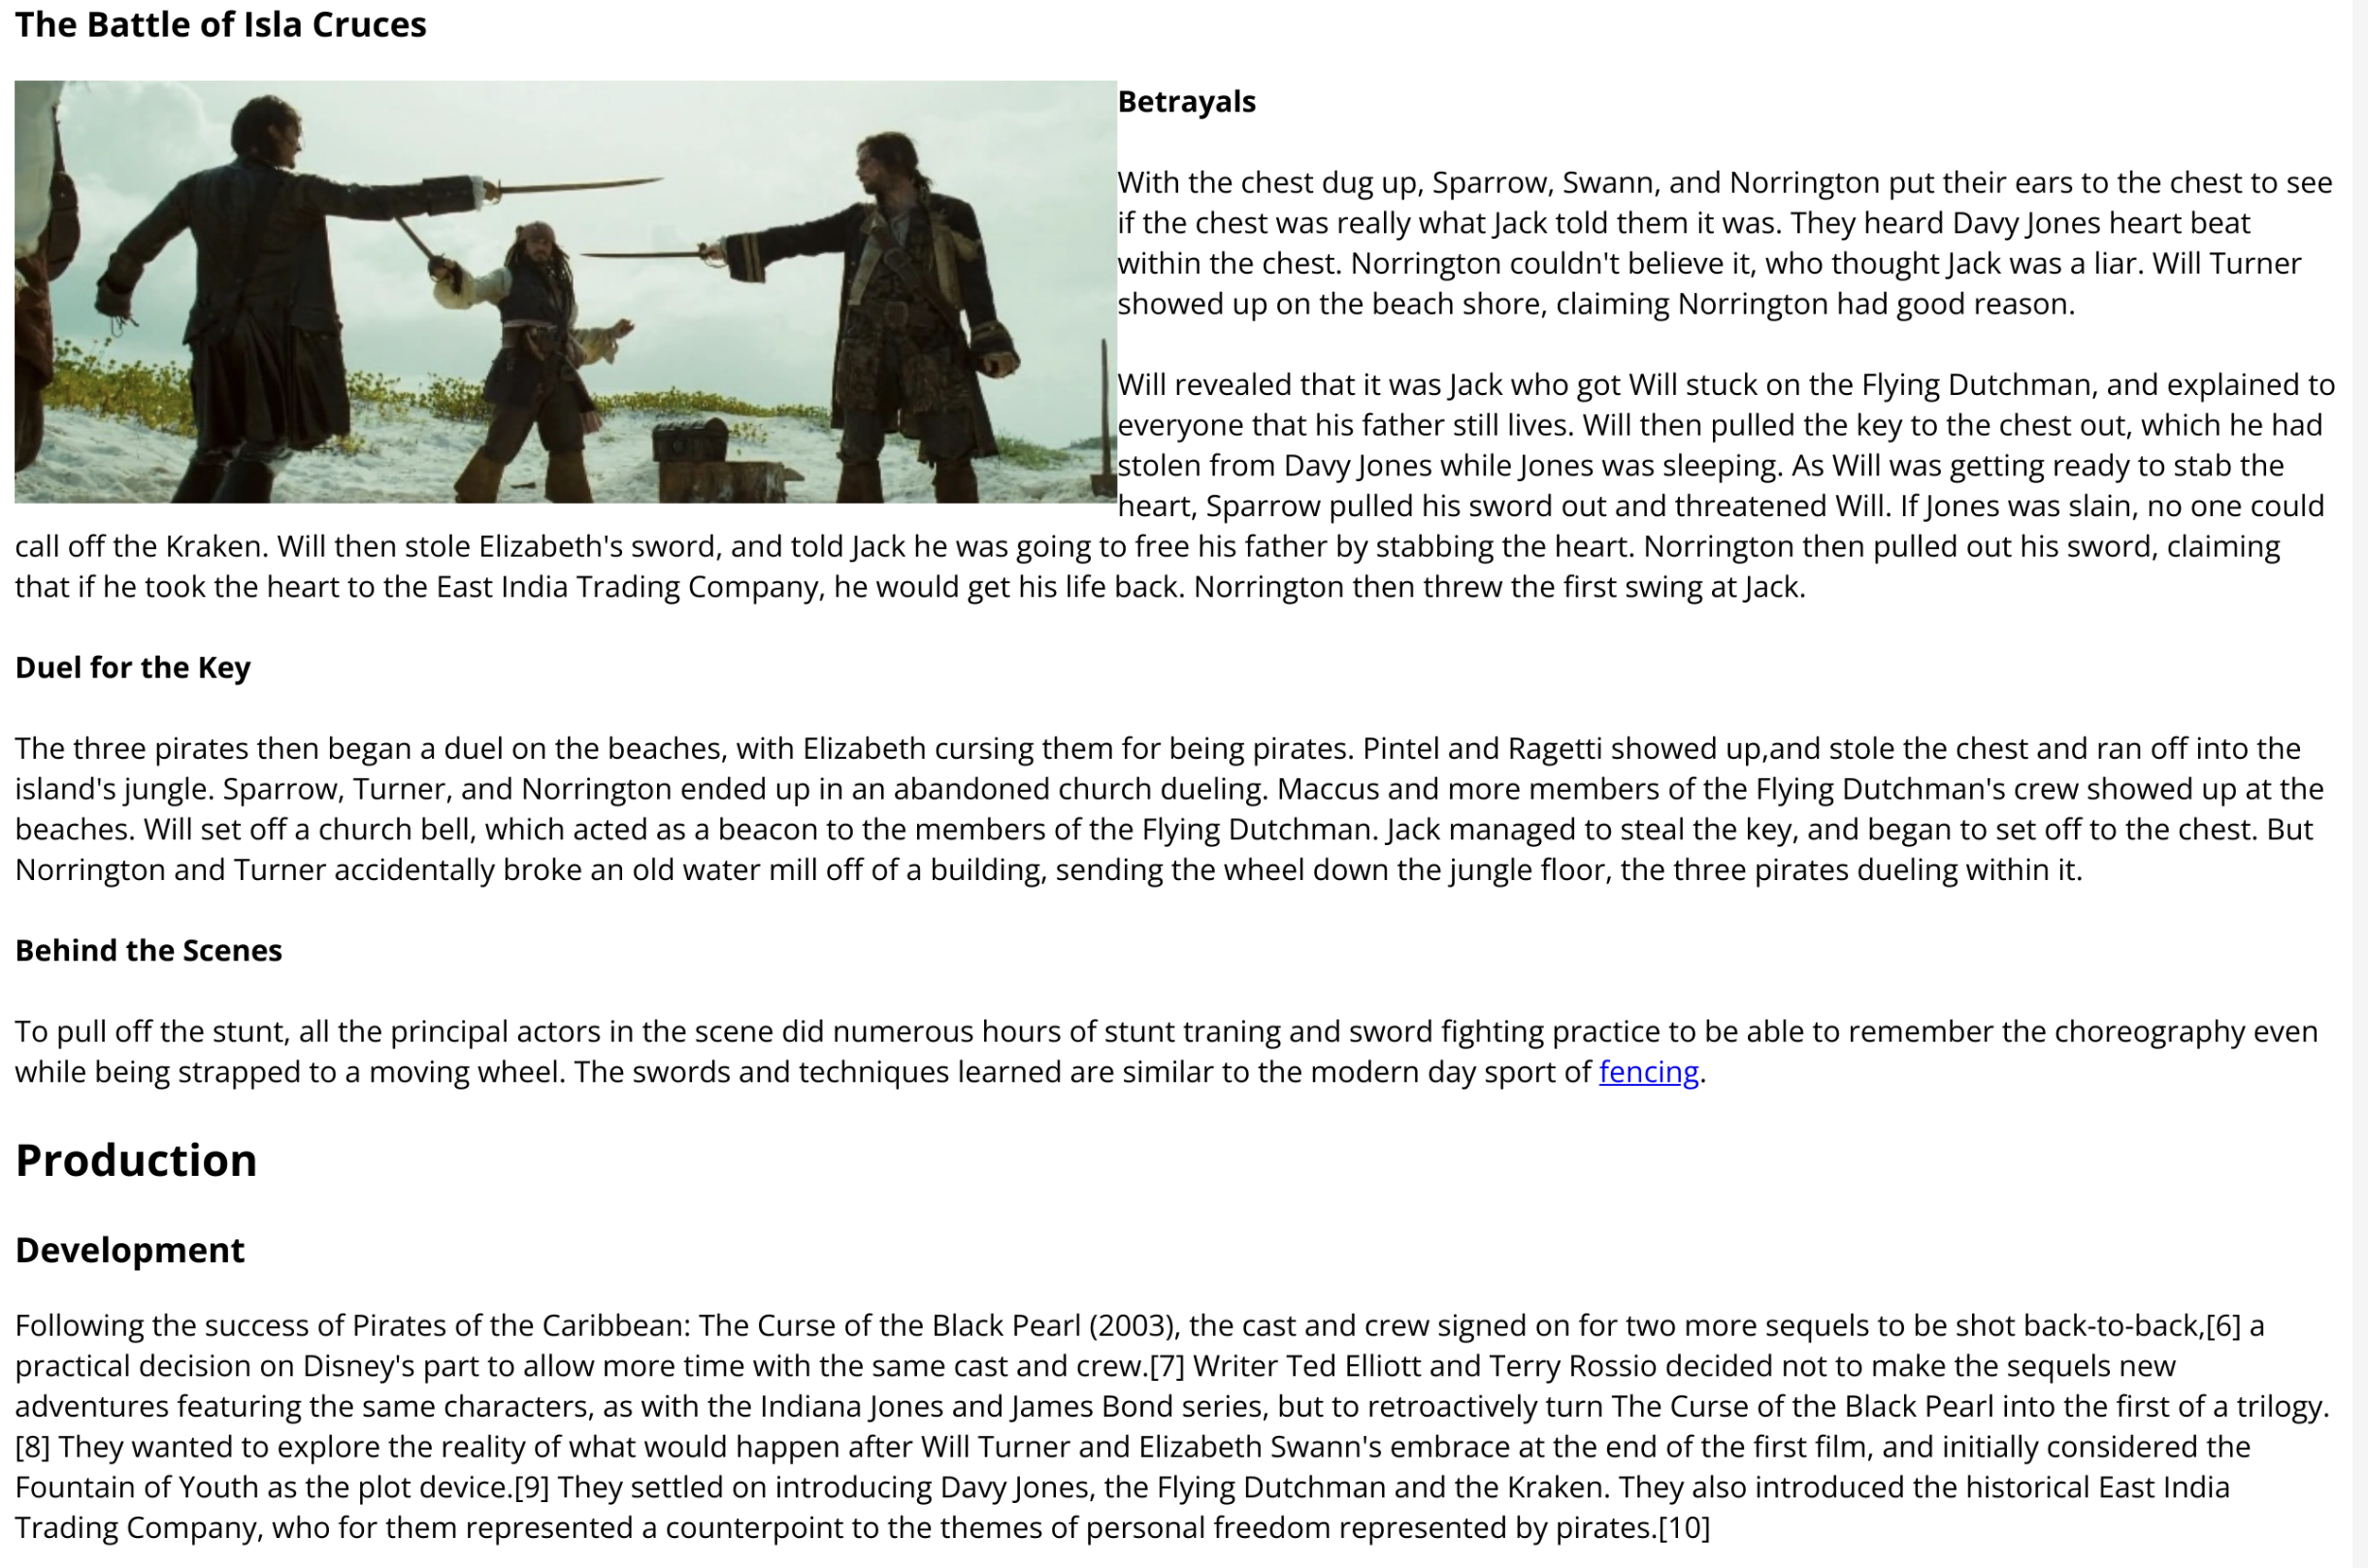 The Battle of Isla Cruces
Betrayals
With the chest dug up, Sparrow, Swann, and Norrington put their ears to the chest to see
if the chest was really what Jack told them it was. They heard Davy Jones heart beat
within the chest. Norrington couldn't believe it, who thought Jack was a liar. Will Turner
showed up on the beach shore, claiming Norrington had good reason.
Will revealed that it was Jack who got Will stuck on the Flying Dutchman, and explained to
everyone that his father still lives. Will then pulled the key to the chest out, which he had
stolen from Davy Jones while Jones was sleeping. As Will was getting ready to stab the
heart, Sparrow pulled his sword out and threatened Will. If Jones was slain, no one could
call off the Kraken. Will then stole Elizabeth's sword, and told Jack he was going to free his father by stabbing the heart. Norrington then pulled out his sword, claiming
that if he took the heart to the East India Trading Company, he would get his life back. Norrington then threw the first swing at Jack.
Duel for the Key
The three pirates then began a duel on the beaches, with Elizabeth cursing them for being pirates. Pintel and Ragetti showed up,and stole the chest and ran off into the
island's jungle. Sparrow, Turner, and Norrington ended up in an abandoned church dueling. Maccus and more members of the Flying Dutchman's crew showed up at the
beaches. Will set off a church bell, which acted as a beacon to the members of the Flying Dutchman. Jack managed to steal the key, and began to set off to the chest. But
Norrington and Turner accidentally broke an old water mill off of a building, sending the wheel down the jungle floor, the three pirates dueling within it.
Behind the Scenes
To pull off the stunt, all the principal actors in the scene did numerous hours of stunt traning and sword fighting practice to be able to remember the choreography even
while being strapped to a moving wheel. The swords and techniques learned are similar to the modern day sport of fencing.
Production
Development
Following the success of Pirates of the Caribbean: The Curse of the Black Pearl (2003), the cast and crew signed on for two more sequels to be shot back-to-back,[6] a
practical decision on Disney's part to allow more time with the same cast and crew.[7] Writer Ted Elliott and Terry Rossio decided not to make the sequels new
adventures featuring the same characters, as with the Indiana Jones and James Bond series, but to retroactively turn The Curse of the Black Pearl into the first of a trilogy.
[8] They wanted to explore the reality of what would happen after Will Turner and Elizabeth Swann's embrace at the end of the first film, and initially considered the
Fountain of Youth as the plot device.[9] They settled on introducing Davy Jones, the Flying Dutchman and the Kraken. They also introduced the historical East India
Trading Company, who for them represented a counterpoint to the themes of personal freedom represented by pirates.[10]